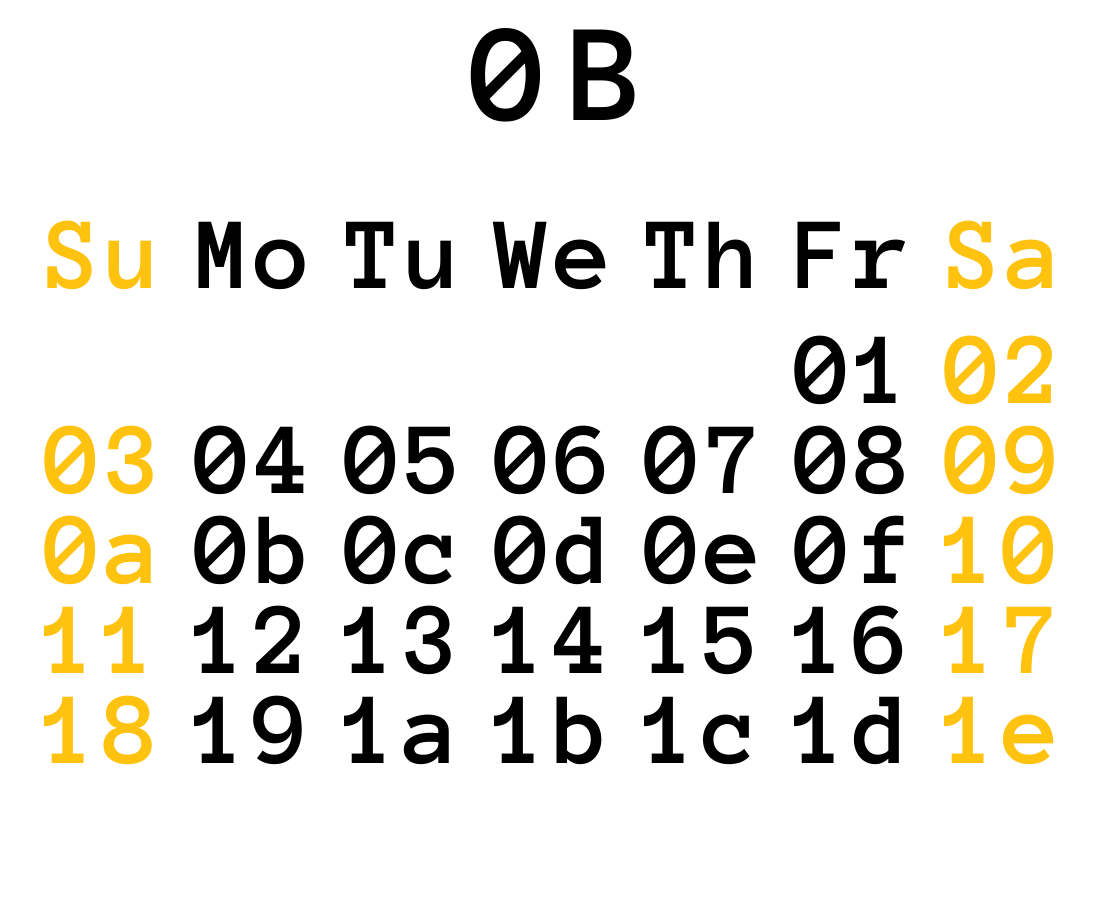 0B
Su Mo Tu We Th Fr Sa
01 02
03 04 05 06 07 08 09
0a 0b 0c 0d 0e 0f 10
11 12 13 14 15 16 17
18 19 1a 1b 1c 1d 1e